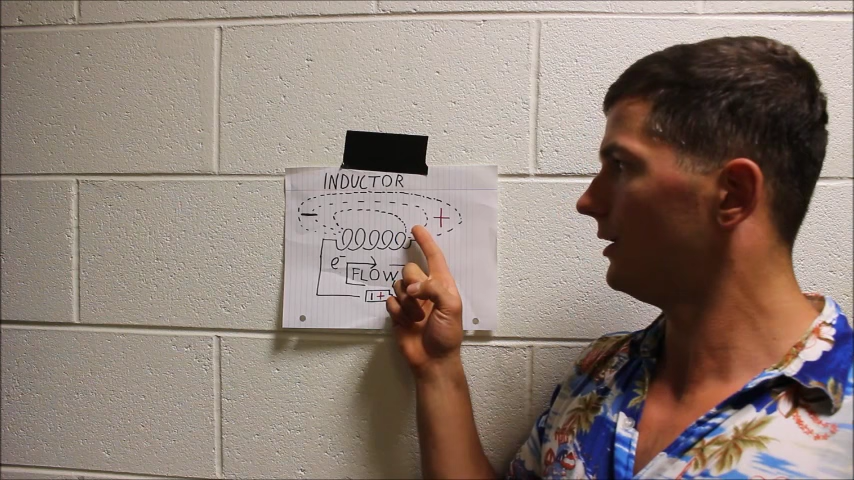 INDUCTOR
− +
e-
FLOW
+